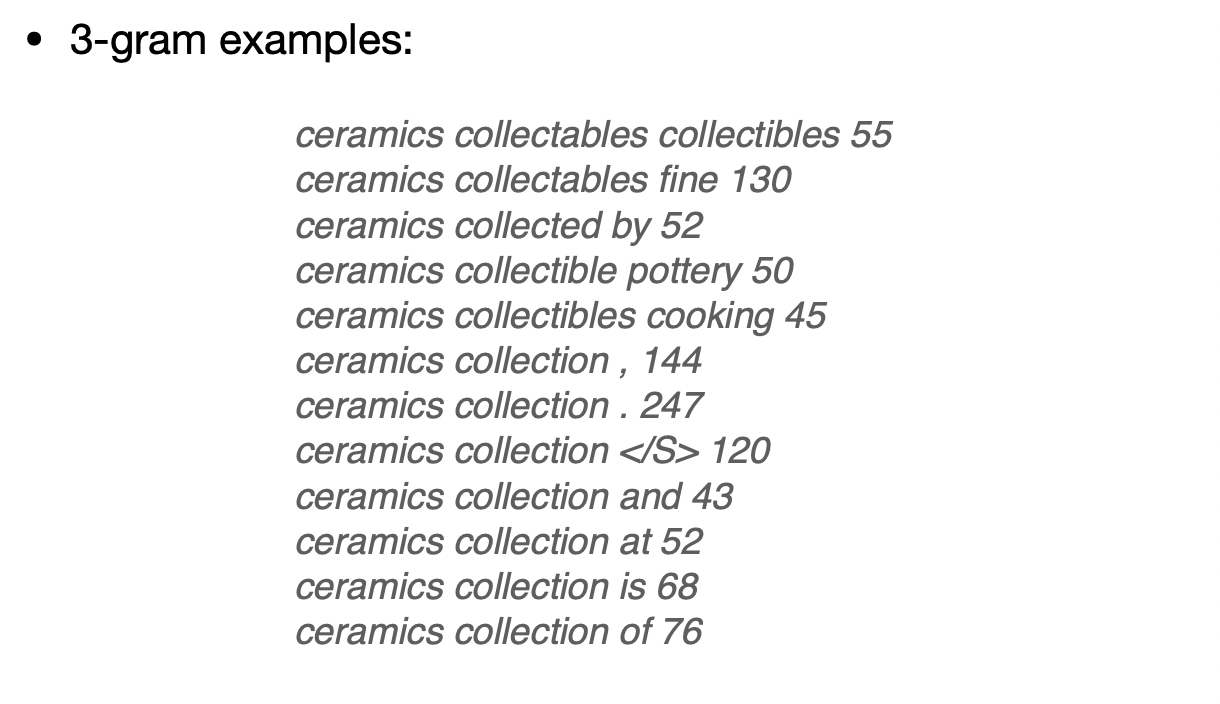 • 3-gram examples:
ceramics collectables collectibles 55
ceramics collectables fine 130
ceramics collected by 52
ceramics collectible pottery 50
ceramics collectibles cooking 45
ceramics collection , 144
ceramics collection . 247
ceramics collection </S> 120
ceramics collection and 43
ceramics collection at 52
ceramics collection is 68
ceramics collection of 76